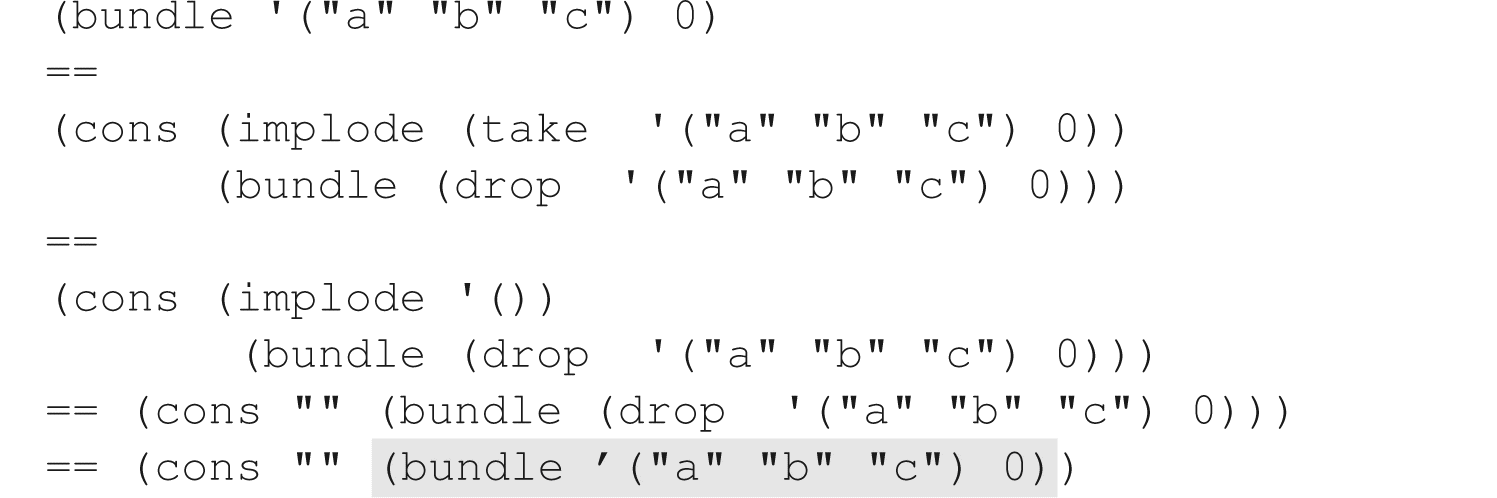 (bundle '("a" "b" "c") 0)
==
(cons (implode (take '("a" "b" "c") 0))
(bundle (drop '("a" "b" "c") 0)))
==
(cons (implode '())
(bundle (drop '("a" "b" "c") 0)))
== (cons "" (bundle (drop '("a" "b" "c") 0)))
== (cons "" (bundle ’("a" "b" "c") 0))